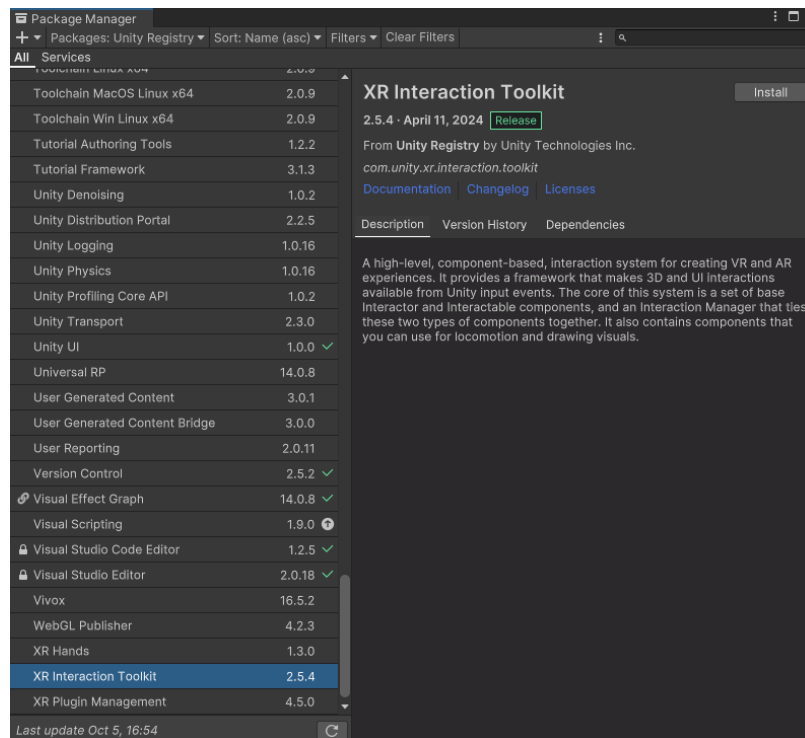 Package Manager
+ Packages: Unity Registry Sort: Name (asc) Filters Clear Filters
All Services
Toolchain Linux x64 2.0.9
Toolchain MacOS Linux x64 2.0.9
Toolchain Win Linux x64 2.0.9
Tutorial Authoring Tools 1.2.2
Tutorial Framework 3.1.3
Unity Denoising 1.0.2
Unity Distribution Portal 2.2.5
Unity Logging 1.0.16
Unity Physics 1.0.16
Unity Profiling Core API 1.0.2
Unity Transport 2.3.0
Unity UI 1.0.0
Universal RP 14.0.8
User Generated Content 3.0.1
User Generated Content Bridge 3.0.0
User Reporting 2.0.11
Version Control 2.5.2
Visual Effect Graph 14.0.8
Visual Scripting 1.9.0
Visual Studio Code Editor 1.2.5
Visual Studio Editor 2.0.18
Vivox 16.5.2
WebGL Publisher 4.2.3
XR Hands 1.3.0
XR Interaction Toolkit 2.5.4
XR Plugin Management 4.5.0
Last update Oct 5, 16:54
XR Interaction Toolkit
Install
2.5.4 · April 11, 2024 Release
From Unity Registry by Unity Technologies Inc.
com.unity.xr.interaction.toolkit
Documentation Changelog Licenses
Description Version History Dependencies
A high-level, component-based, interaction system for creating VR and AR
experiences. It provides a framework that makes 3D and UI interactions
available from Unity input events. The core of this system is a set of base
Interactor and Interactable components, and an Interaction Manager that ties
these two types of components together. It also contains components that
you can use for locomotion and drawing visuals.